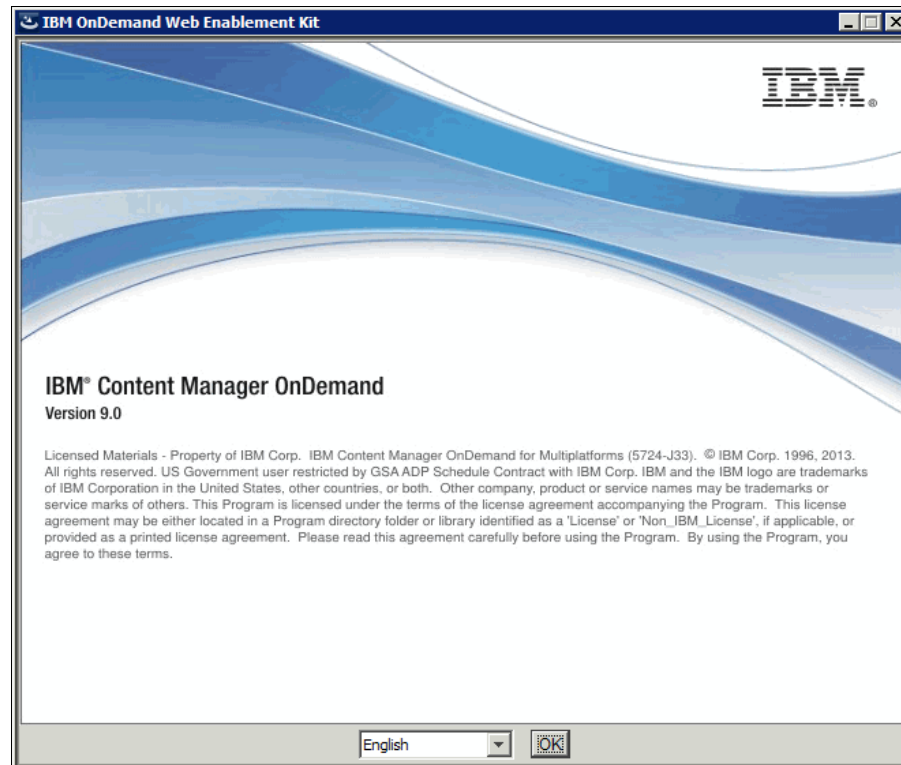 IBM OnDemand Web Enablement Kit
IBM®
IBM® Content Manager OnDemand
Version 9.0
Licensed Materials - Property of IBM Corp. IBM Content Manager OnDemand for Multiplatforms (5724-J33). © IBM Corp. 1996, 2013.
All rights reserved. US Government user restricted by GSA ADP Schedule Contract with IBM Corp. IBM and the IBM logo are trademarks
of IBM Corporation in the United States, other countries, or both. Other company, product or service names may be trademarks or
service marks of others. This Program is licensed under the terms of the license agreement accompanying the Program. This license
agreement may be either located in a Program directory folder or library identified as a 'License' or 'Non_IBM_License', if applicable, or
provided as a printed license agreement. Please read this agreement carefully before using the Program. By using the Program, you
agree to these terms.
English
OK